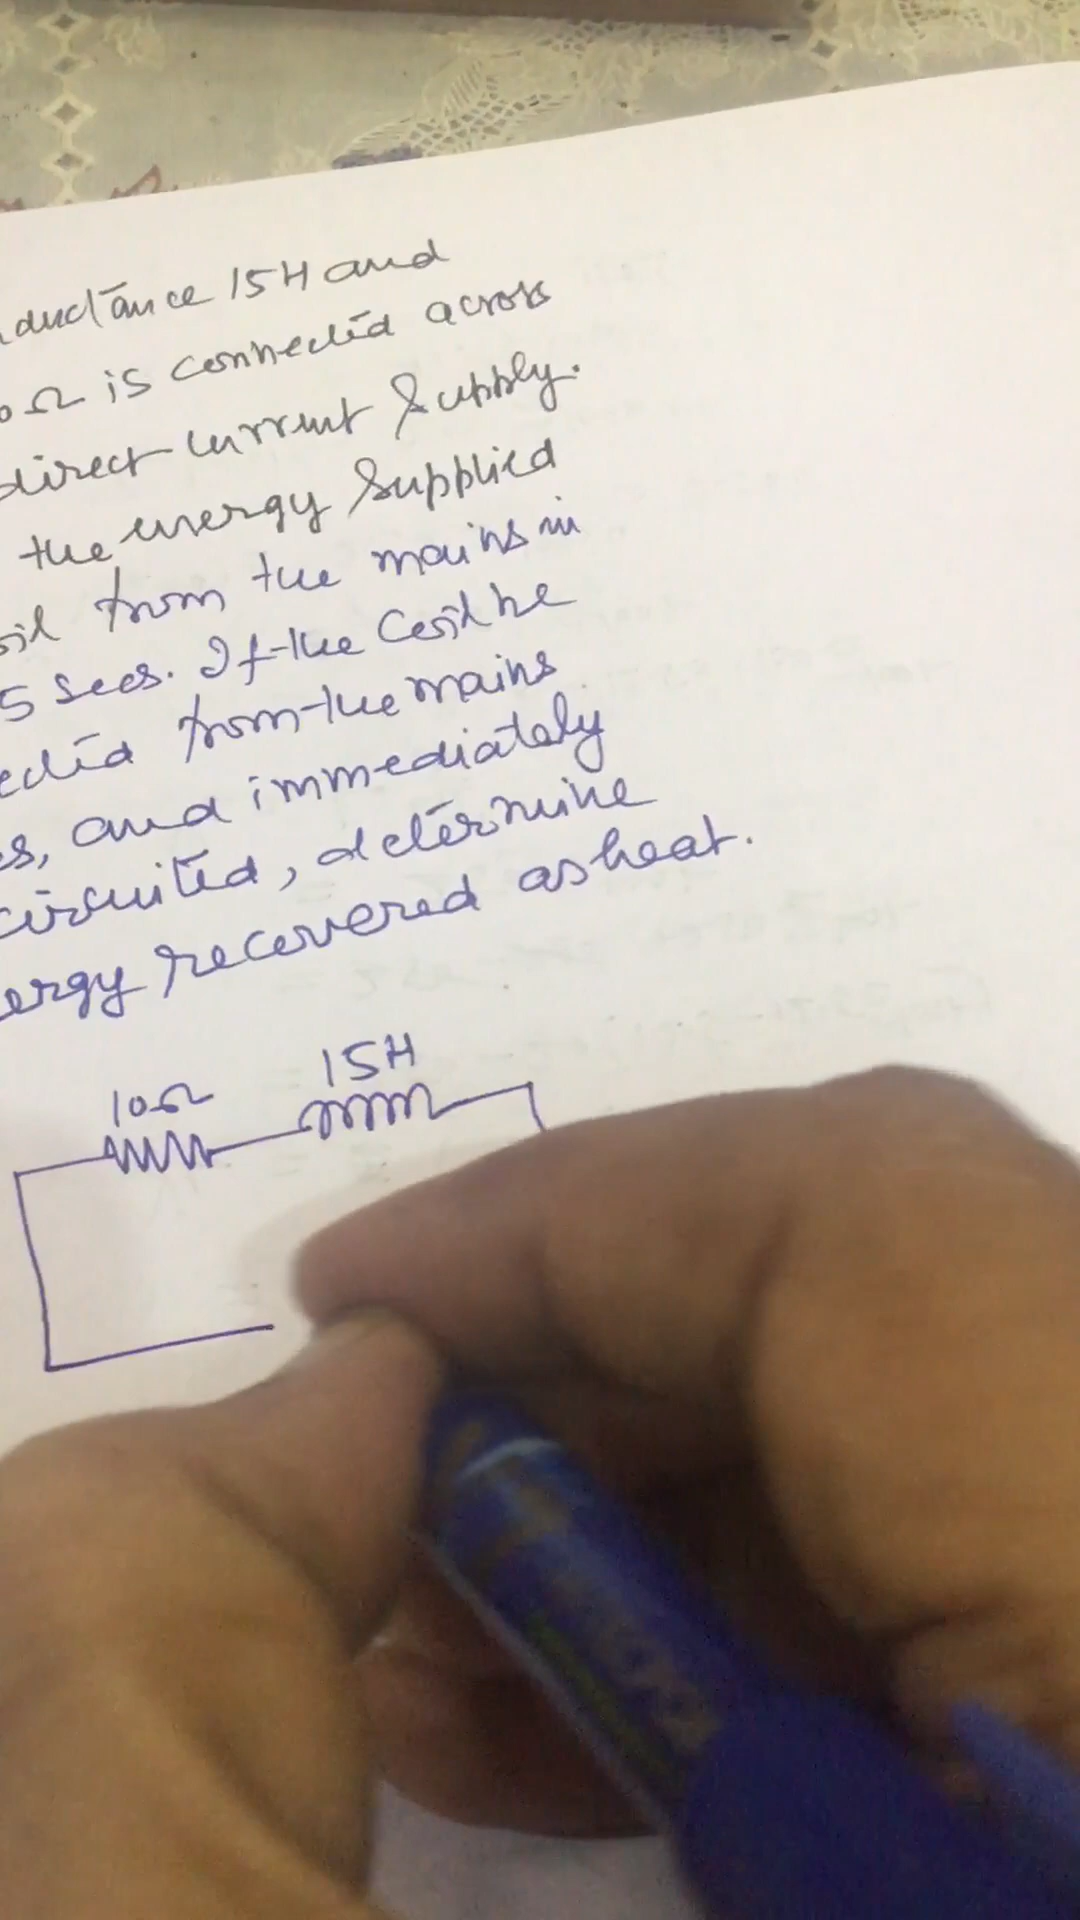 ductance 15H and
Ω is connected across
direct current supply.
the energy supplied
from the mains in
5 secs. If the coil be
from the mains
and immediately
circuited, determine
recovered as heat.
10Ω 15H